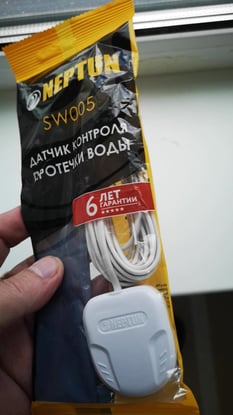 NEPTUN
SW005
ДАТЧИК КОНТРОЛЯ
ПРОТЕЧКИ ВОДЫ
6 ЛЕТ
ГАРАНТИИ
NEPTUN